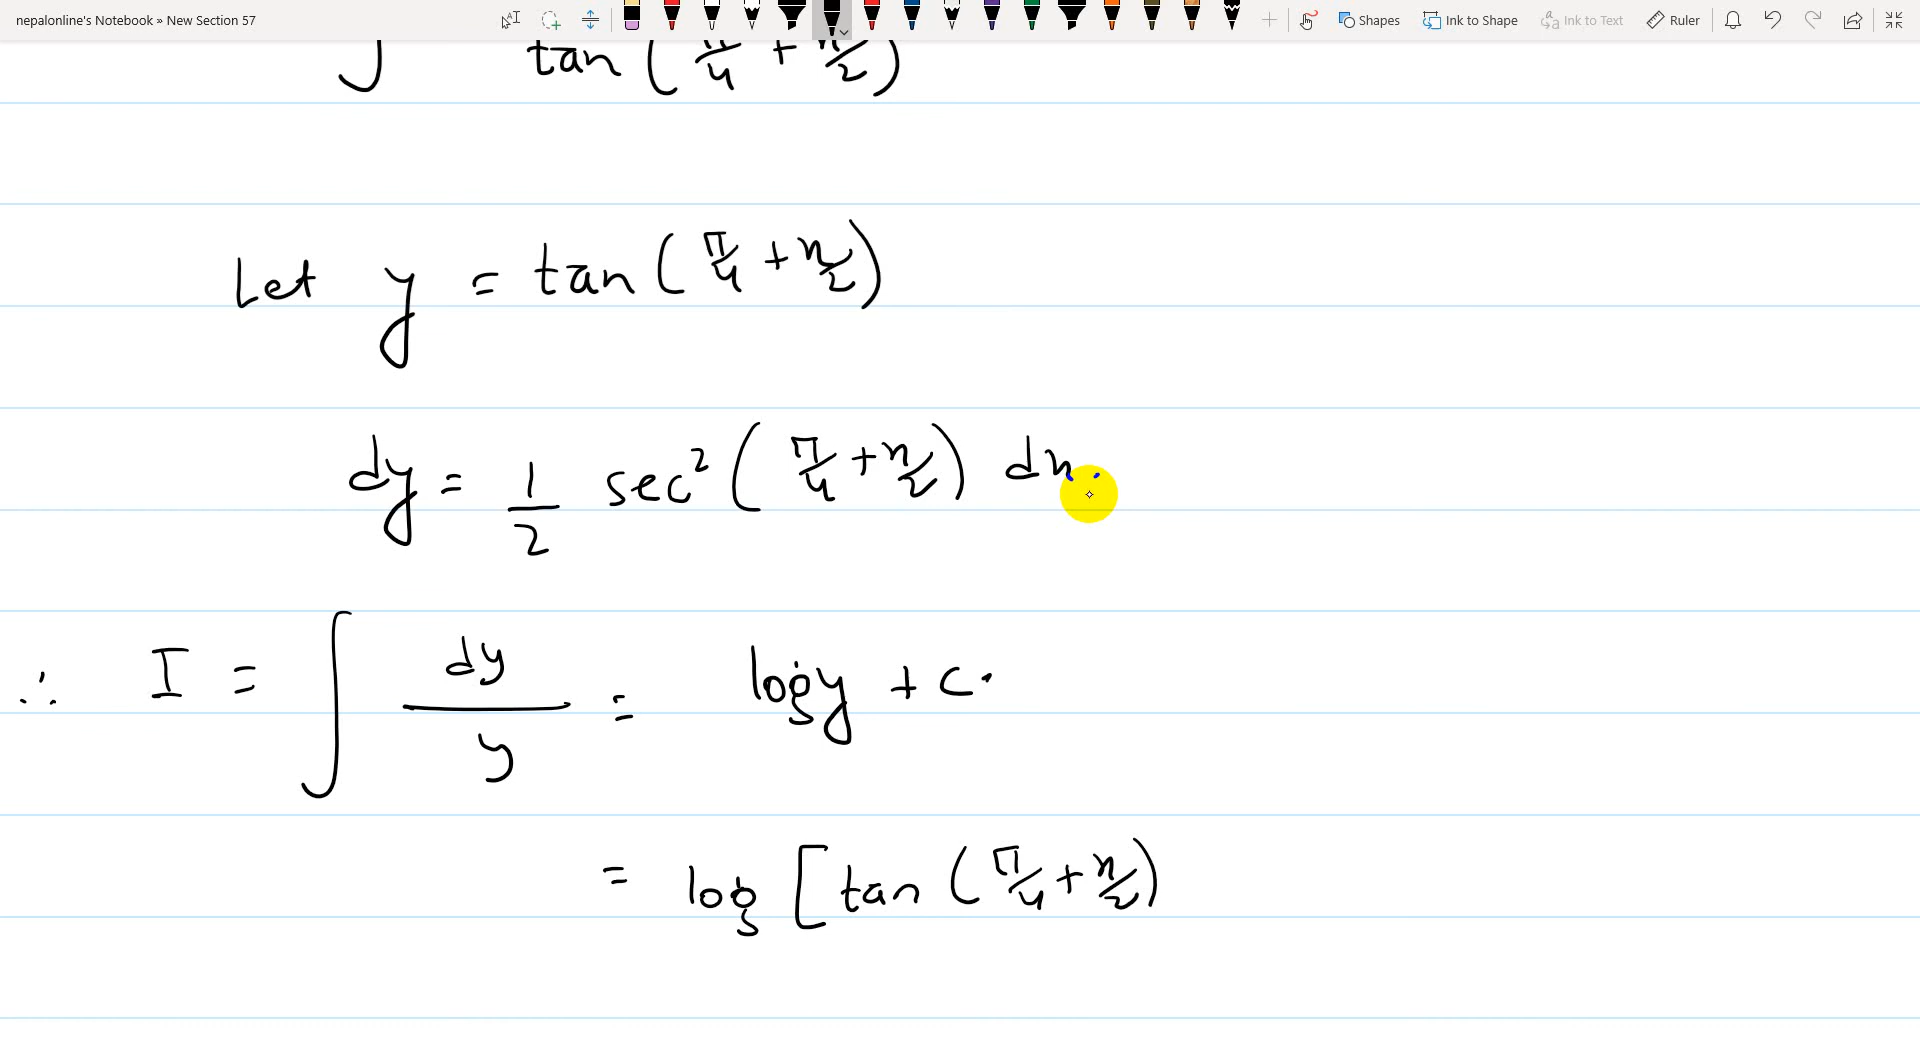 nepalonline's Notebook » New Section 57
Shapes Ink to Shape Ink to Text Ruler
∫ tan (π/4 + x/2)
Let y = tan (π/4 + x/2)
dy = 1/2 sec² (π/4 + x/2) dx.
∴ I = ∫ dy/y = log y + c.
= log [tan (π/4 + x/2)